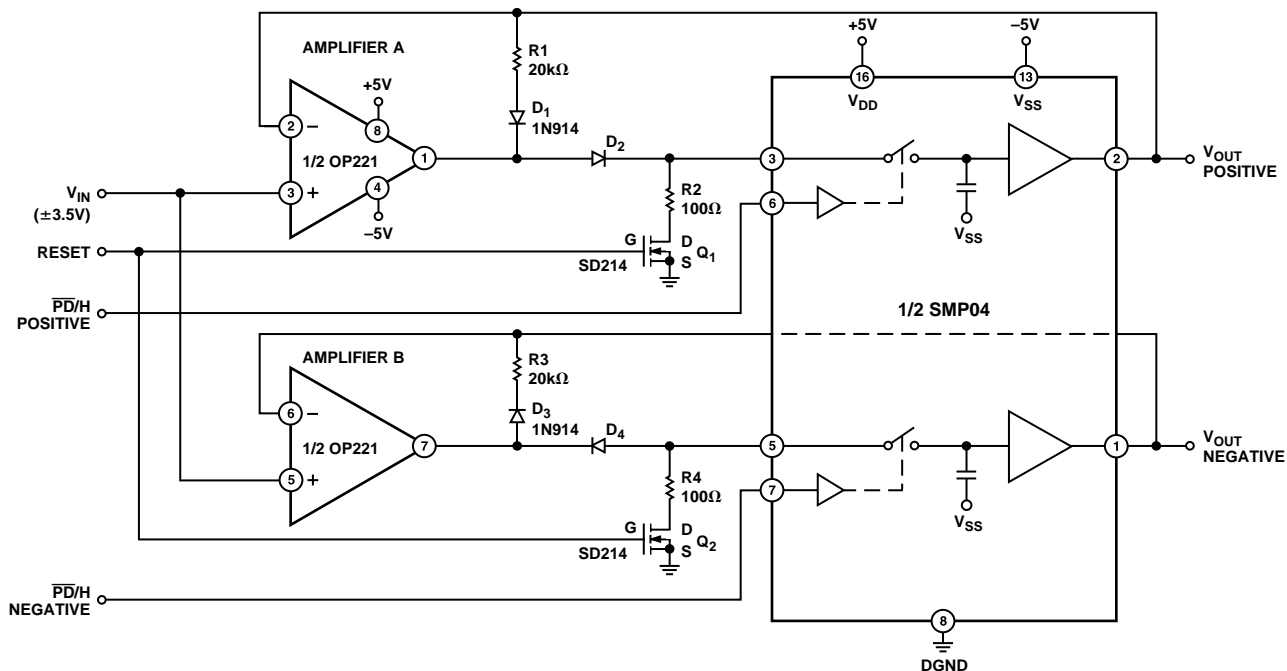 +5V
−5V
AMPLIFIER A
R1
20kΩ
16
13
V_DD
V_SS
+5V
D1
1N914
2
−
8
1/2 OP221
1
D2
3
2
V_OUT
POSITIVE
V_IN
(±3.5V)
3
+
4
R2
100Ω
6
−5V
V_SS
RESET
G
D
Q1
S
SD214
PD/H
POSITIVE
1/2 SMP04
AMPLIFIER B
R3
20kΩ
6
−
D3
1N914
D4
1/2 OP221
7
5
1
V_OUT
NEGATIVE
5
+
R4
100Ω
7
V_SS
G
D
Q2
S
SD214
PD/H
NEGATIVE
8
DGND